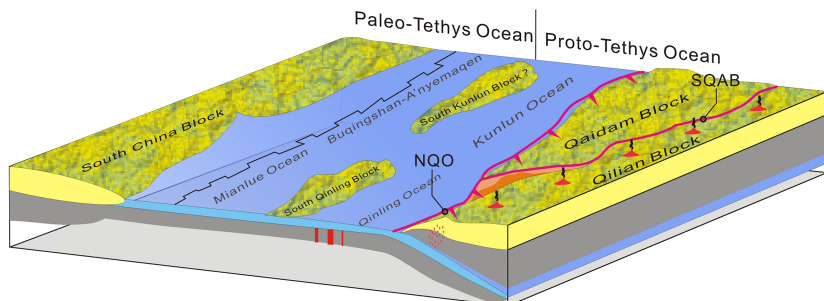 Paleo-Tethys Ocean
Proto-Tethys Ocean
SQAB
South China Block
Buqingshan-A'nyemaqen
South Kunlun Block ?
Kunlun Ocean
Qaidam Block
Mianlue Ocean
South Qinling Block
Qinling Ocean
NQO
Qilian Block